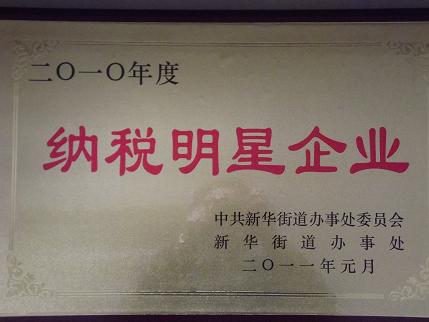 二〇一〇年度
纳税明星企业
中共新华街道办事处委员会
新华街道办事处
二〇一一年元月